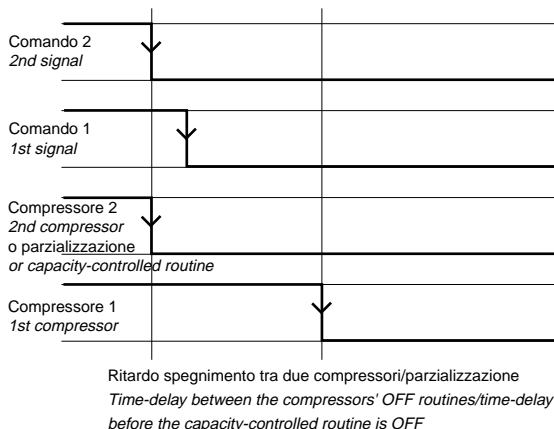 Comando 2
2nd signal
Comando 1
1st signal
Compressore 2
2nd compressor
o parzializzazione
or capacity-controlled routine
Compressore 1
1st compressor
Ritardo spegnimento tra due compressori/parzializzazione
Time-delay between the compressors' OFF routines/time-delay
before the capacity-controlled routine is OFF